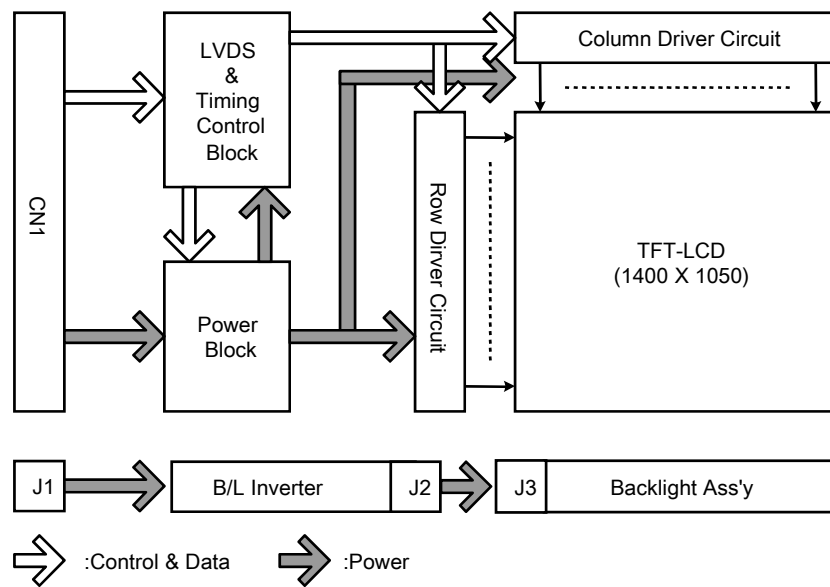 CN1
LVDS
&
Timing
Control
Block
Power
Block
Row Dirver Circuit
Column Driver Circuit
TFT-LCD
(1400 X 1050)
J1
B/L Inverter
J2
J3
Backlight Ass'y
:Control & Data
:Power